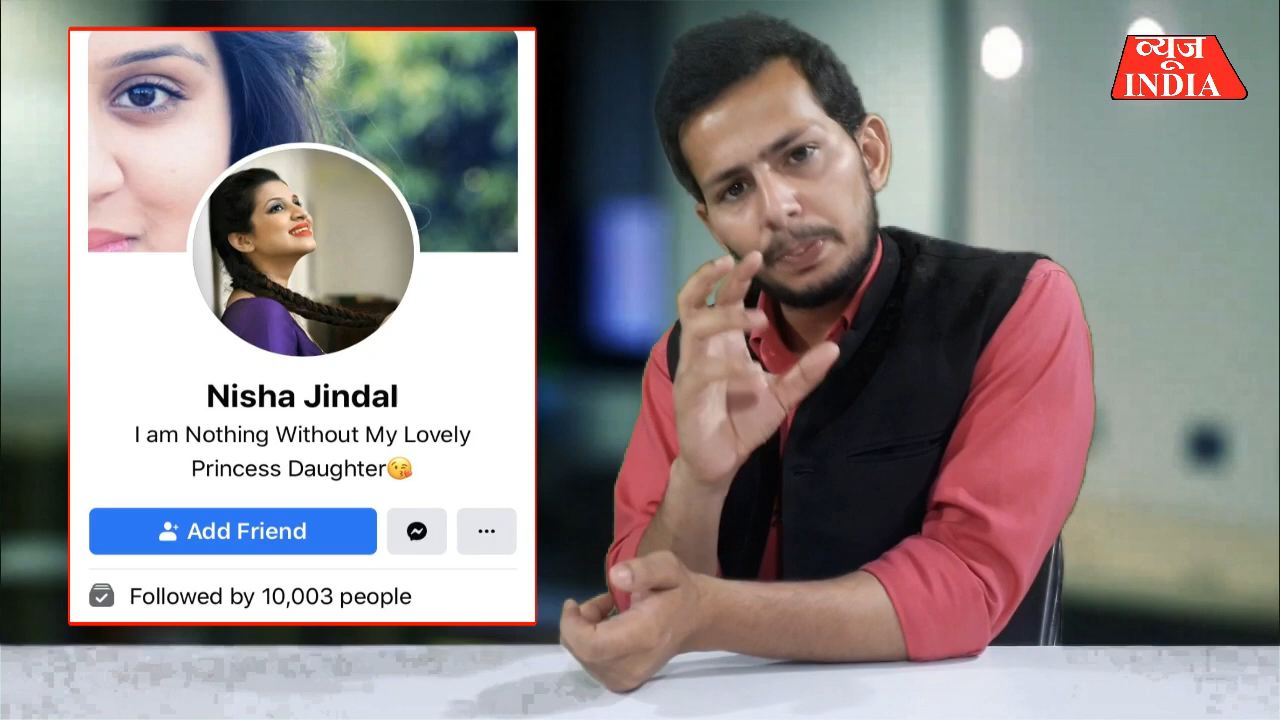 Nisha Jindal
I am Nothing Without My Lovely
Princess Daughter😘
Add Friend
Followed by 10,003 people
व्यूज
INDIA